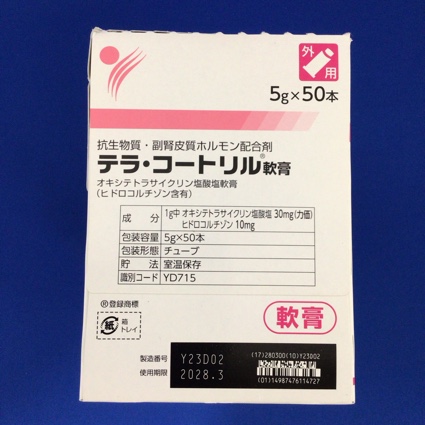 外
用
5g×50本
抗生物質・副腎皮質ホルモン配合剤
テラ・コートリル®軟膏
オキシテトラサイクリン塩酸塩軟膏
(ヒドロコルチゾン含有)
成 分 1g中 オキシテトラサイクリン塩酸塩 30mg(力価)
ヒドロコルチゾン 10mg
包装容量 5g×50本
包装形態 チューブ
貯 法 室温保存
識別コード YD715
®登録商標
紙 箱
トレイ
軟膏
製造番号 Y23D02
使用期限 2028.3
(17)280300(10)Y23D02
(01)14987476114727